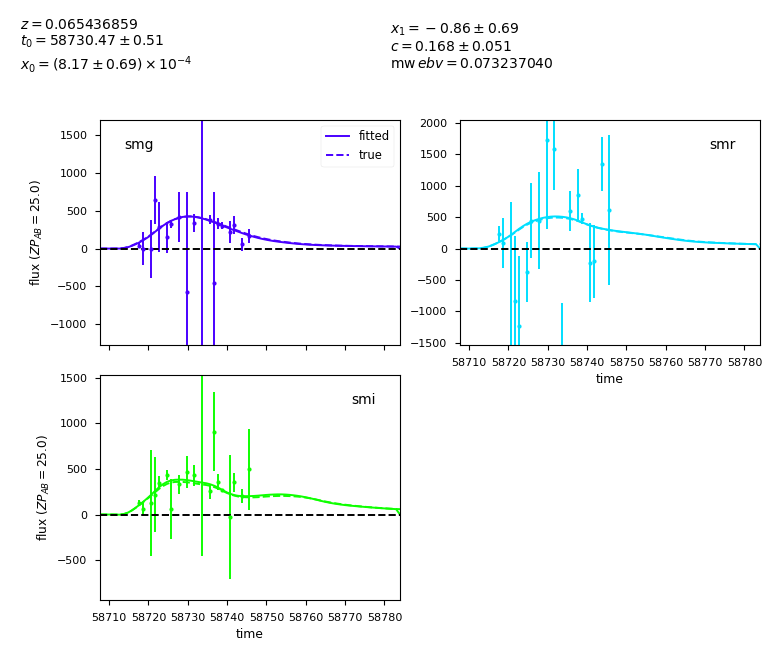 z = 0.065436859
t₀ = 58730.47 ± 0.51
x₀ = (8.17 ± 0.69) × 10⁻⁴
x₁ = −0.86 ± 0.69
c = 0.168 ± 0.051
mw ebv = 0.073237040
smg
fitted
true
1500
1000
500
0
−500
−1000
flux (ZP_AB = 25.0)
smr
2000
1500
1000
500
0
−500
−1000
−1500
58710 58720 58730 58740 58750 58760 58770 58780
time
smi
1500
1000
500
0
−500
flux (ZP_AB = 25.0)
58710 58720 58730 58740 58750 58760 58770 58780
time